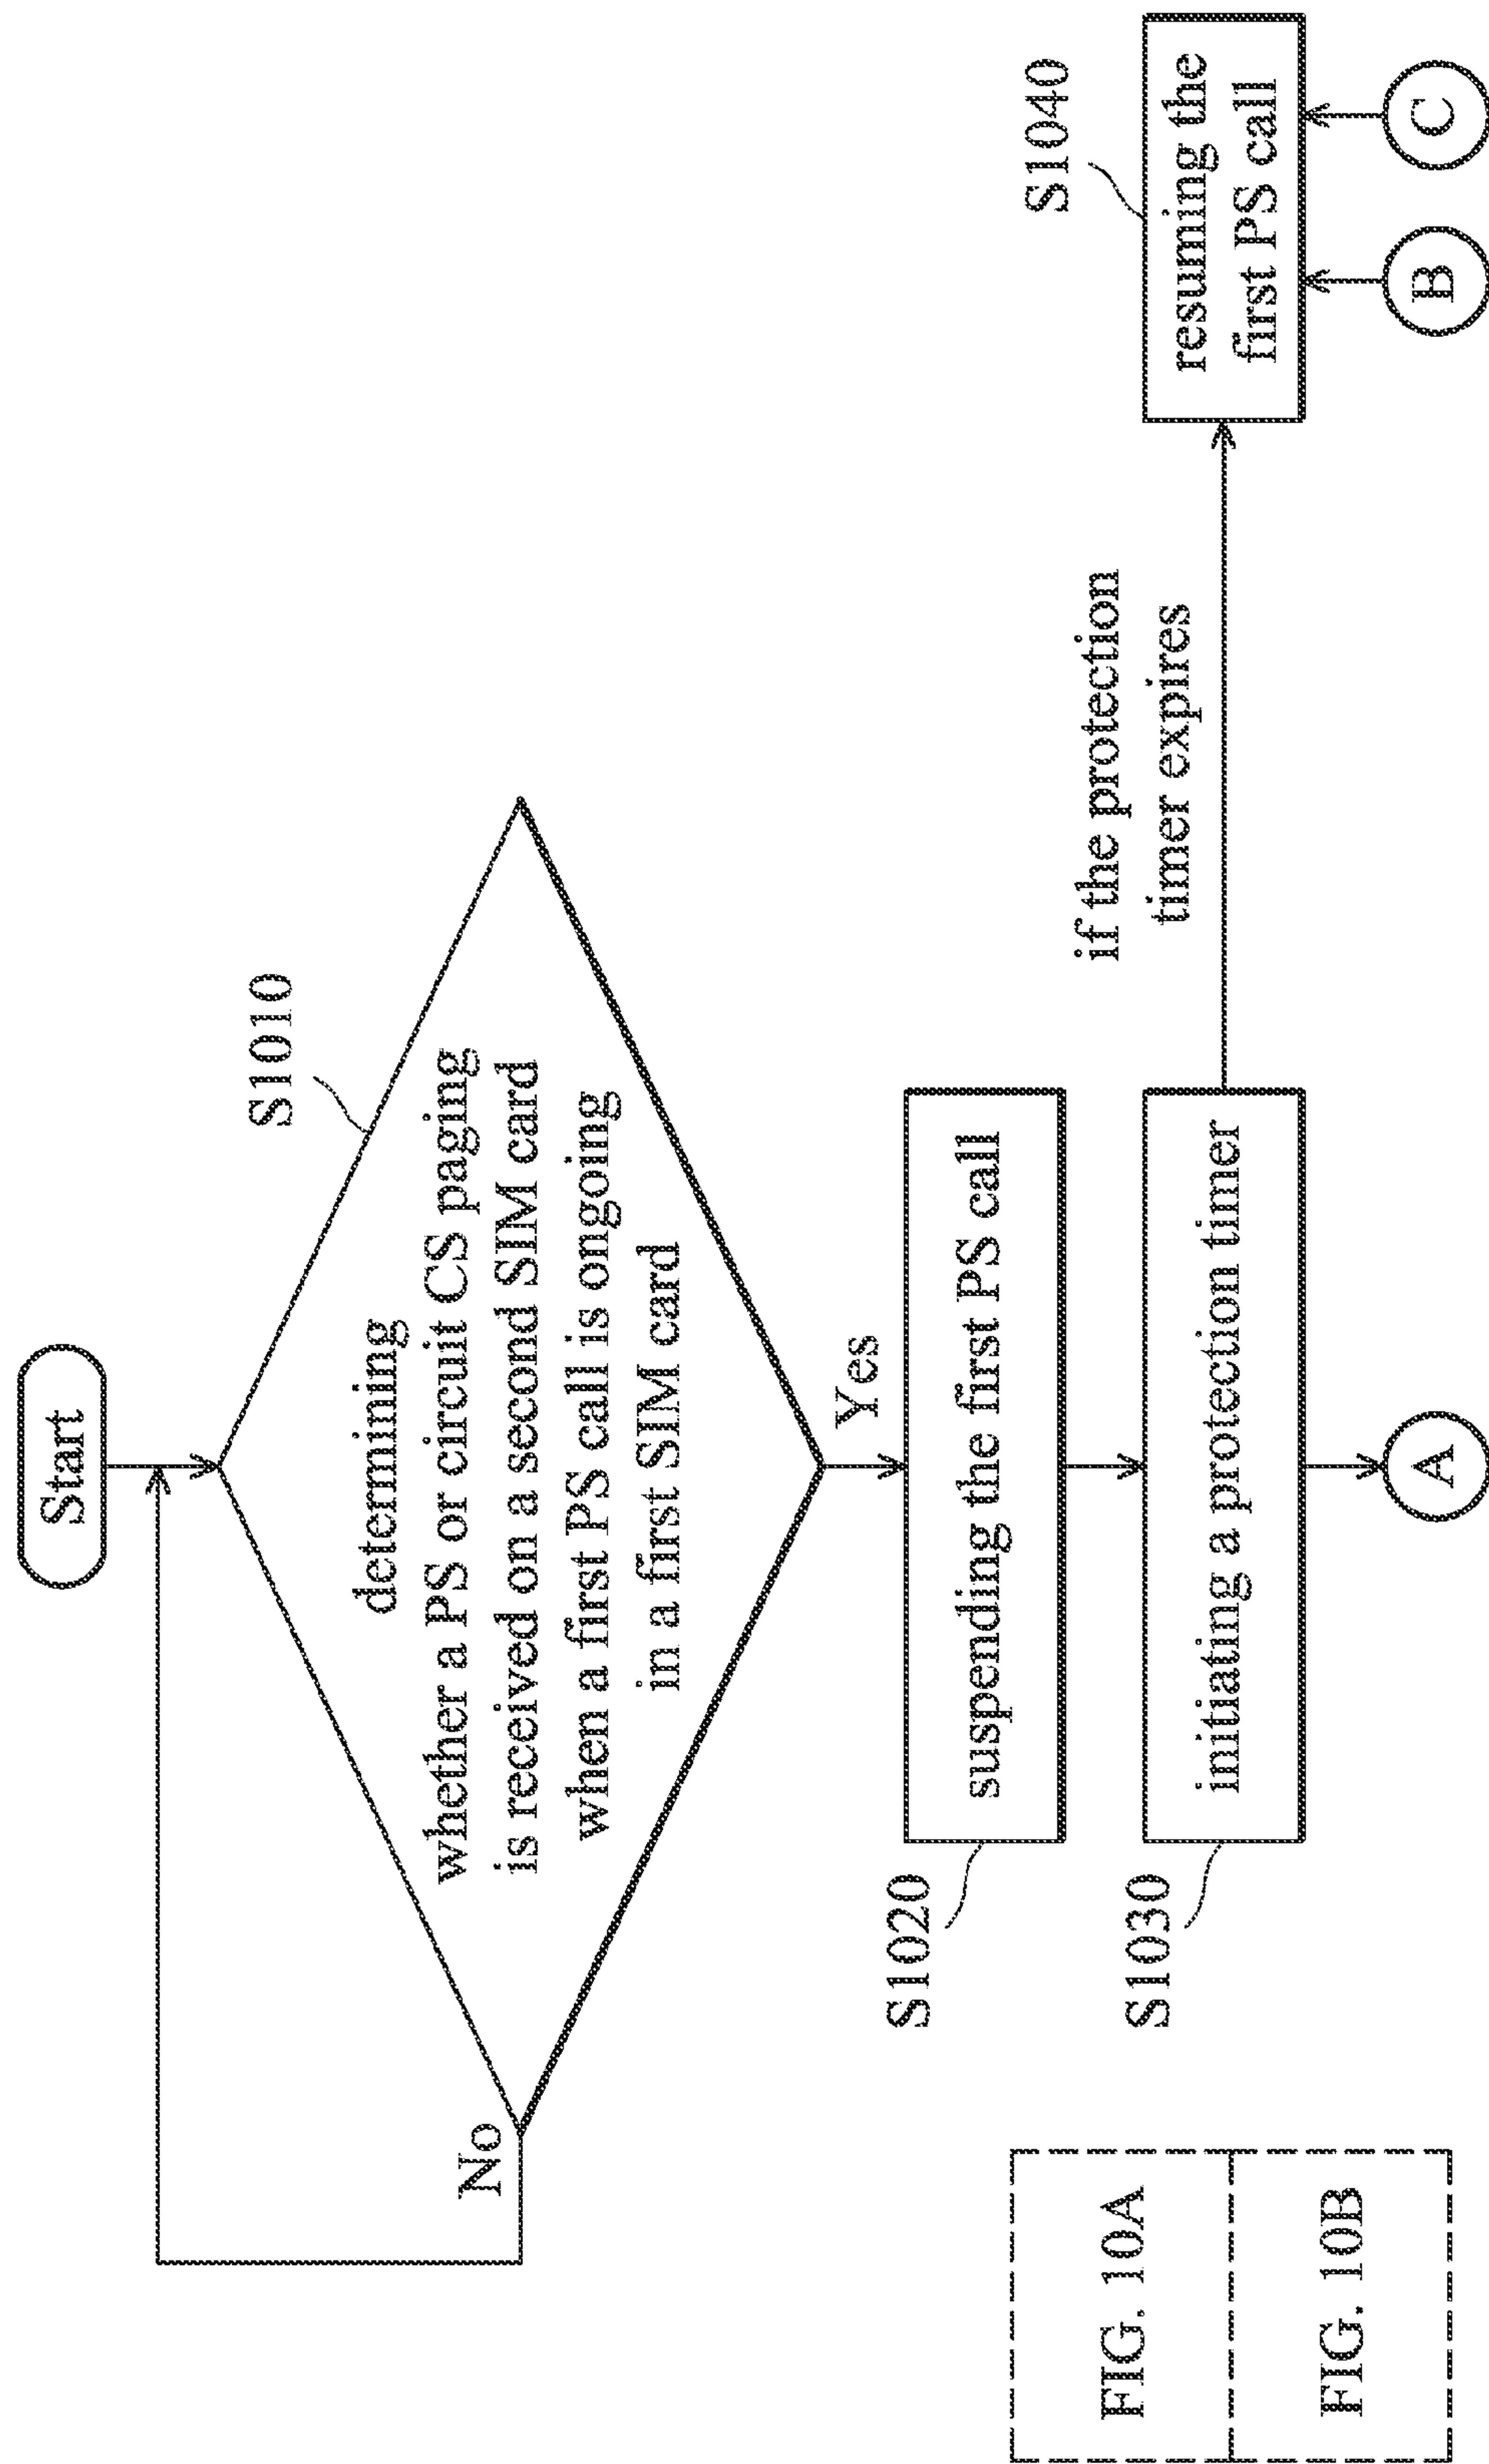 Start
S1010
determining
whether a PS or circuit CS paging
is received on a second SIM card
when a first PS call is ongoing
in a first SIM card
No
Yes
S1020
suspending the first PS call
S1030
initiating a protection timer
if the protection
timer expires
S1040
resuming the
first PS call
A
B
C
FIG. 10A
FIG. 10B